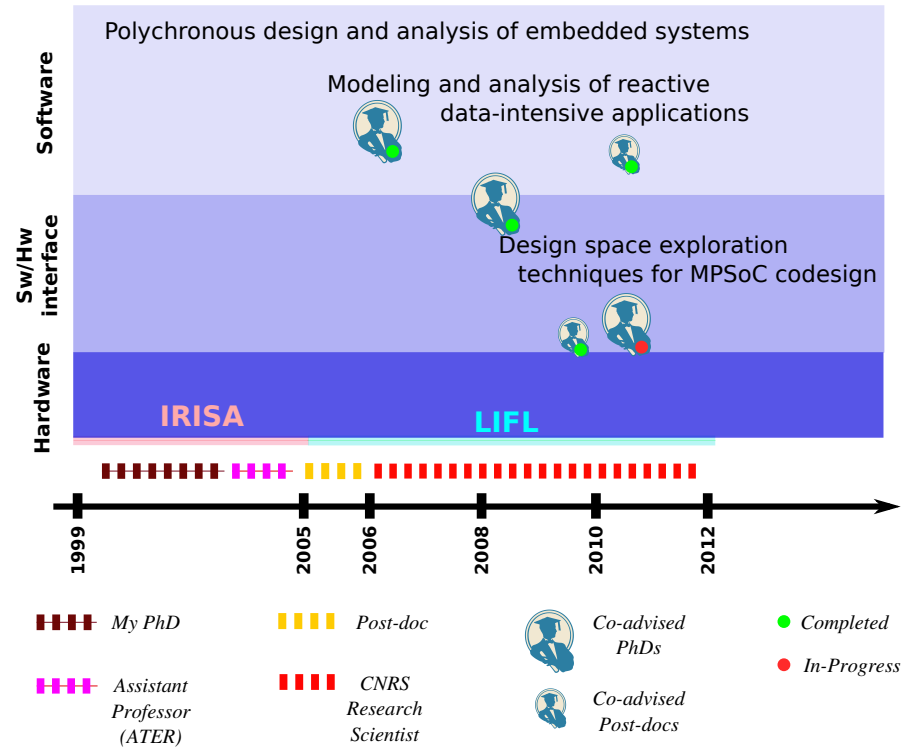 Polychronous design and analysis of embedded systems
Modeling and analysis of reactive
data-intensive applications
Software
Design space exploration
techniques for MPSoC codesign
Sw/Hw
interface
Hardware
IRISA
LIFL
1999
2005
2006
2008
2010
2012
My PhD
Post-doc
Co-advised
PhDs
Completed
In-Progress
Assistant
Professor
(ATER)
CNRS
Research
Scientist
Co-advised
Post-docs